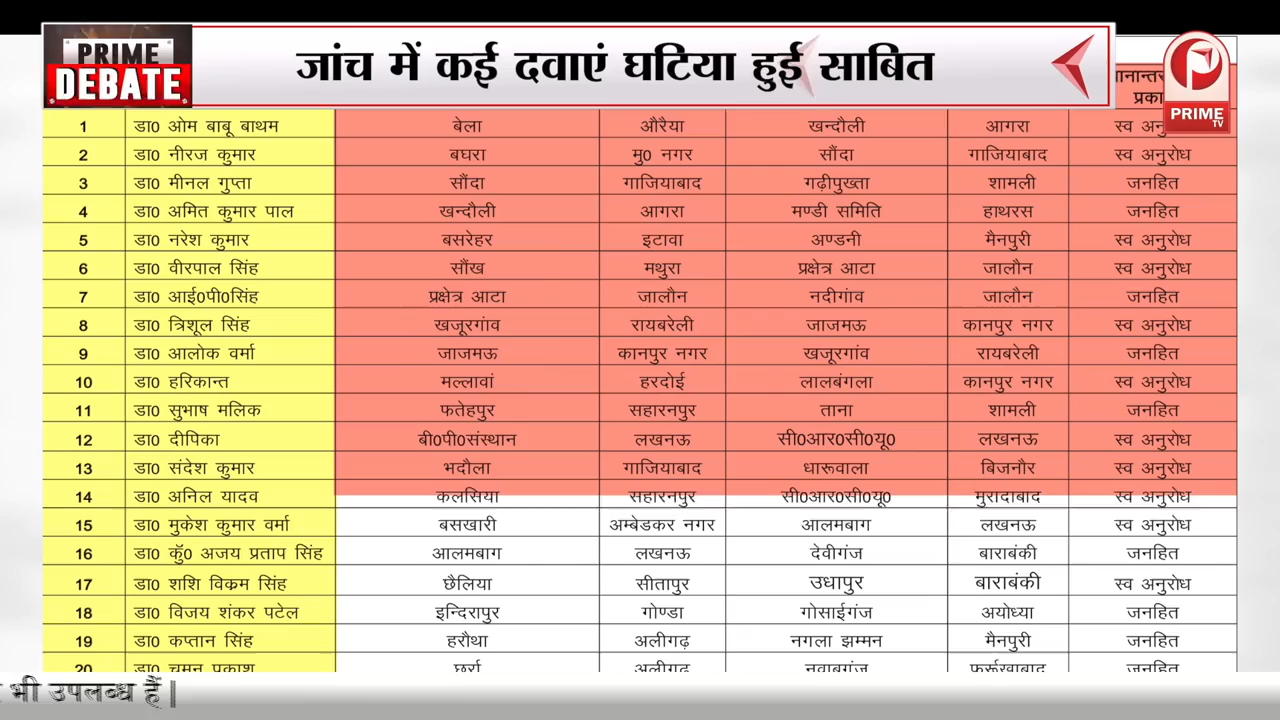 PRIME
DEBATE
जांच में कई दवाएं घटिया हुई साबित
PRIME
TV
1 डा0 ओम बाबू बाथम बेला औरैया खन्दौली आगरा स्व अनुरोध
2 डा0 नीरज कुमार बघरा मु0 नगर सौंदा गाजियाबाद स्व अनुरोध
3 डा0 मीनल गुप्ता सौंदा गाजियाबाद गढ़ीपुख्ता शामली जनहित
4 डा0 अमित कुमार पाल खन्दौली आगरा मण्डी समिति हाथरस जनहित
5 डा0 नरेश कुमार बसरेहर इटावा अण्डनी मैनपुरी स्व अनुरोध
6 डा0 वीरपाल सिंह सौंख मथुरा प्रक्षेत्र आटा जालौन स्व अनुरोध
7 डा0 आई0पी0सिंह प्रक्षेत्र आटा जालौन नदीगांव जालौन जनहित
8 डा0 त्रिशूल सिंह खजूरगांव रायबरेली जाजमऊ कानपुर नगर स्व अनुरोध
9 डा0 आलोक वर्मा जाजमऊ कानपुर नगर खजूरगांव रायबरेली जनहित
10 डा0 हरिकान्त मल्लावां हरदोई लालबंगला कानपुर नगर स्व अनुरोध
11 डा0 सुभाष मलिक फतेहपुर सहारनपुर ताना शामली जनहित
12 डा0 दीपिका बी0पी0संस्थान लखनऊ सी0आर0सी0यू0 लखनऊ स्व अनुरोध
13 डा0 संदेश कुमार भदौला गाजियाबाद धारूवाला बिजनौर स्व अनुरोध
14 डा0 अनिल यादव कलसिया सहारनपुर सी0आर0सी0यू0 मुरादाबाद स्व अनुरोध
15 डा0 मुकेश कुमार वर्मा बसखारी अम्बेडकर नगर आलमबाग लखनऊ स्व अनुरोध
16 डा0 कुॅ0 अजय प्रताप सिंह आलमबाग लखनऊ देवीगंज बाराबंकी जनहित
17 डा0 शशि विक्रम सिंह छैलिया सीतापुर उधापुर बाराबंकी स्व अनुरोध
18 डा0 विजय शंकर पटेल इन्दिरापुर गोण्डा गोसाईगंज अयोध्या जनहित
19 डा0 कप्तान सिंह हरौथा अलीगढ़ नगला झम्मन मैनपुरी जनहित
20 डा0 चमन प्रकाश छर्रा अलीगढ़ नवाबगंज फर्रूखाबाद जनहित
भी उपलब्ध हैं|